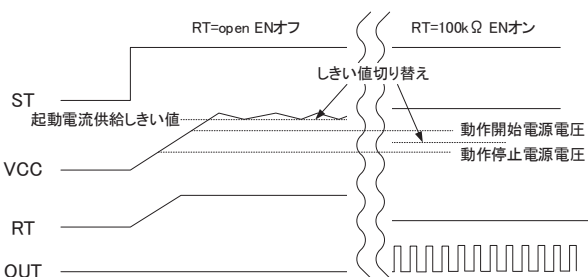 RT=open ENオフ
RT=100kΩ ENオン
しきい値切り替え
ST
起動電流供給しきい値
動作開始電源電圧
動作停止電源電圧
VCC
RT
OUT